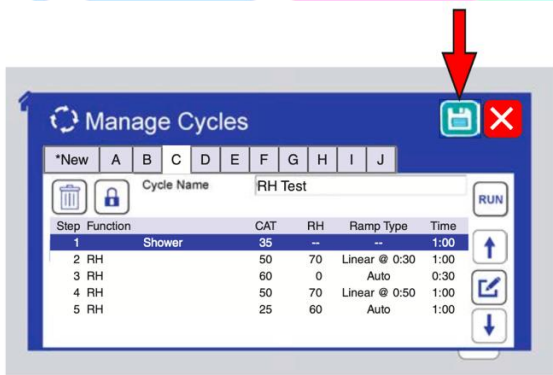 Manage Cycles
*New A B C D E F G H I J
Cycle Name RH Test
RUN
Step Function CAT RH Ramp Type Time
1 Shower 35 -- -- 1:00
2 RH 50 70 Linear @ 0:30 1:00
3 RH 60 0 Auto 0:30
4 RH 50 70 Linear @ 0:50 1:00
5 RH 25 60 Auto 1:00